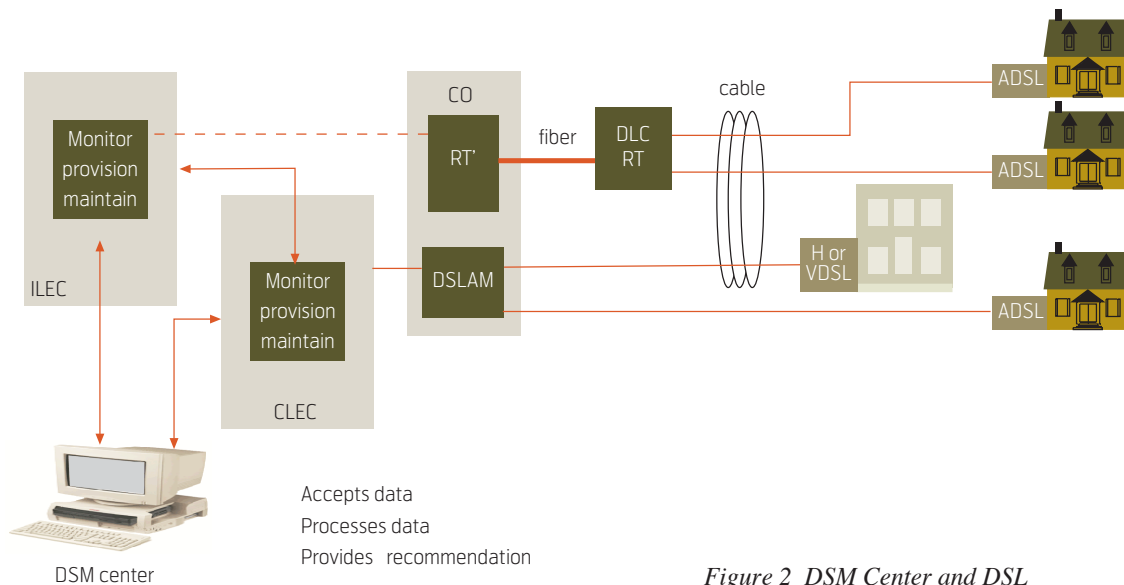 Monitor
provision
maintain
ILEC
Monitor
provision
maintain
CLEC
CO
RT'
DSLAM
fiber
DLC
RT
cable
ADSL
ADSL
H or
VDSL
ADSL
DSM center
Accepts data
Processes data
Provides recommendation
Figure 2 DSM Center and DSL